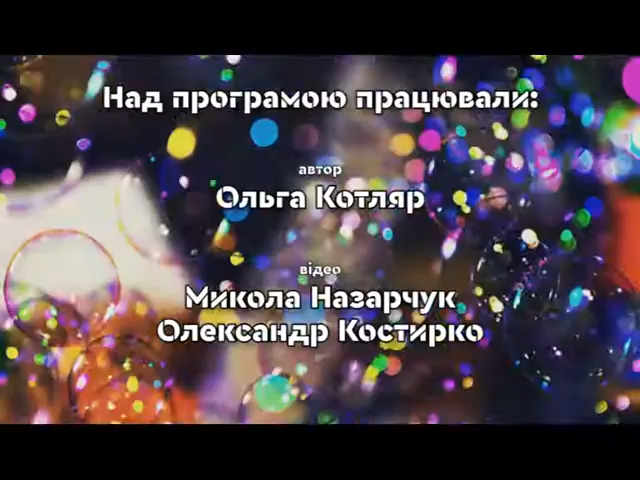 Над програмою працювали:
автор
Ольга Котляр
відео
Микола Назарчук
Олександр Костирко